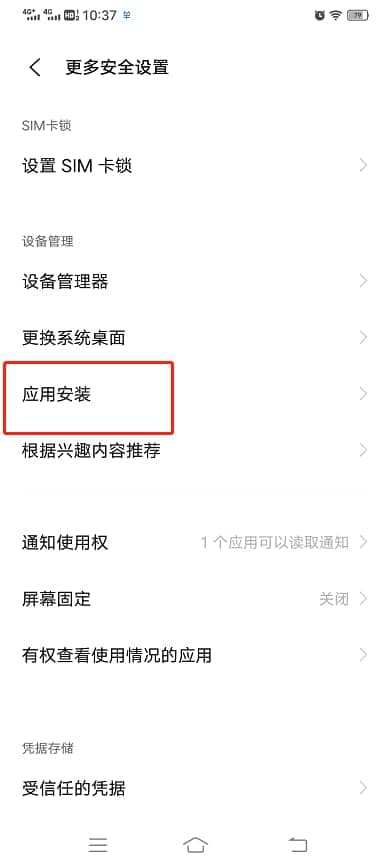 4G+ 4G HD 10:37 79
更多安全设置
SIM卡锁
设置 SIM 卡锁
设备管理
设备管理器
更换系统桌面
应用安装
根据兴趣内容推荐
通知使用权 1 个应用可以读取通知
屏幕固定 关闭
有权查看使用情况的应用
凭据存储
受信任的凭据